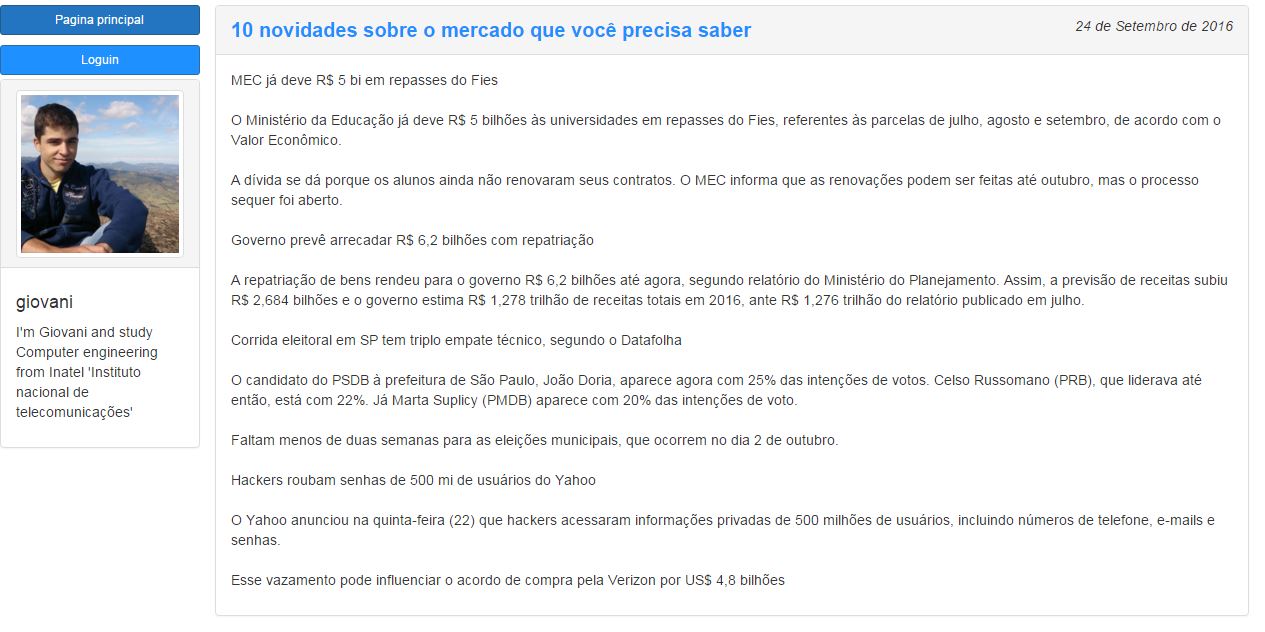 Pagina principal
Loguin
giovani
I'm Giovani and study
Computer engineering
from Inatel 'Instituto
nacional de
telecomunicações'
10 novidades sobre o mercado que você precisa saber
24 de Setembro de 2016
MEC já deve R$ 5 bi em repasses do Fies
O Ministério da Educação já deve R$ 5 bilhões às universidades em repasses do Fies, referentes às parcelas de julho, agosto e setembro, de acordo com o
Valor Econômico.
A dívida se dá porque os alunos ainda não renovaram seus contratos. O MEC informa que as renovações podem ser feitas até outubro, mas o processo
sequer foi aberto.
Governo prevê arrecadar R$ 6,2 bilhões com repatriação
A repatriação de bens rendeu para o governo R$ 6,2 bilhões até agora, segundo relatório do Ministério do Planejamento. Assim, a previsão de receitas subiu
R$ 2,684 bilhões e o governo estima R$ 1,278 trilhão de receitas totais em 2016, ante R$ 1,276 trilhão do relatório publicado em julho.
Corrida eleitoral em SP tem triplo empate técnico, segundo o Datafolha
O candidato do PSDB à prefeitura de São Paulo, João Doria, aparece agora com 25% das intenções de votos. Celso Russomano (PRB), que liderava até
então, está com 22%. Já Marta Suplicy (PMDB) aparece com 20% das intenções de voto.
Faltam menos de duas semanas para as eleições municipais, que ocorrem no dia 2 de outubro.
Hackers roubam senhas de 500 mi de usuários do Yahoo
O Yahoo anunciou na quinta-feira (22) que hackers acessaram informações privadas de 500 milhões de usuários, incluindo números de telefone, e-mails e
senhas.
Esse vazamento pode influenciar o acordo de compra pela Verizon por US$ 4,8 bilhões